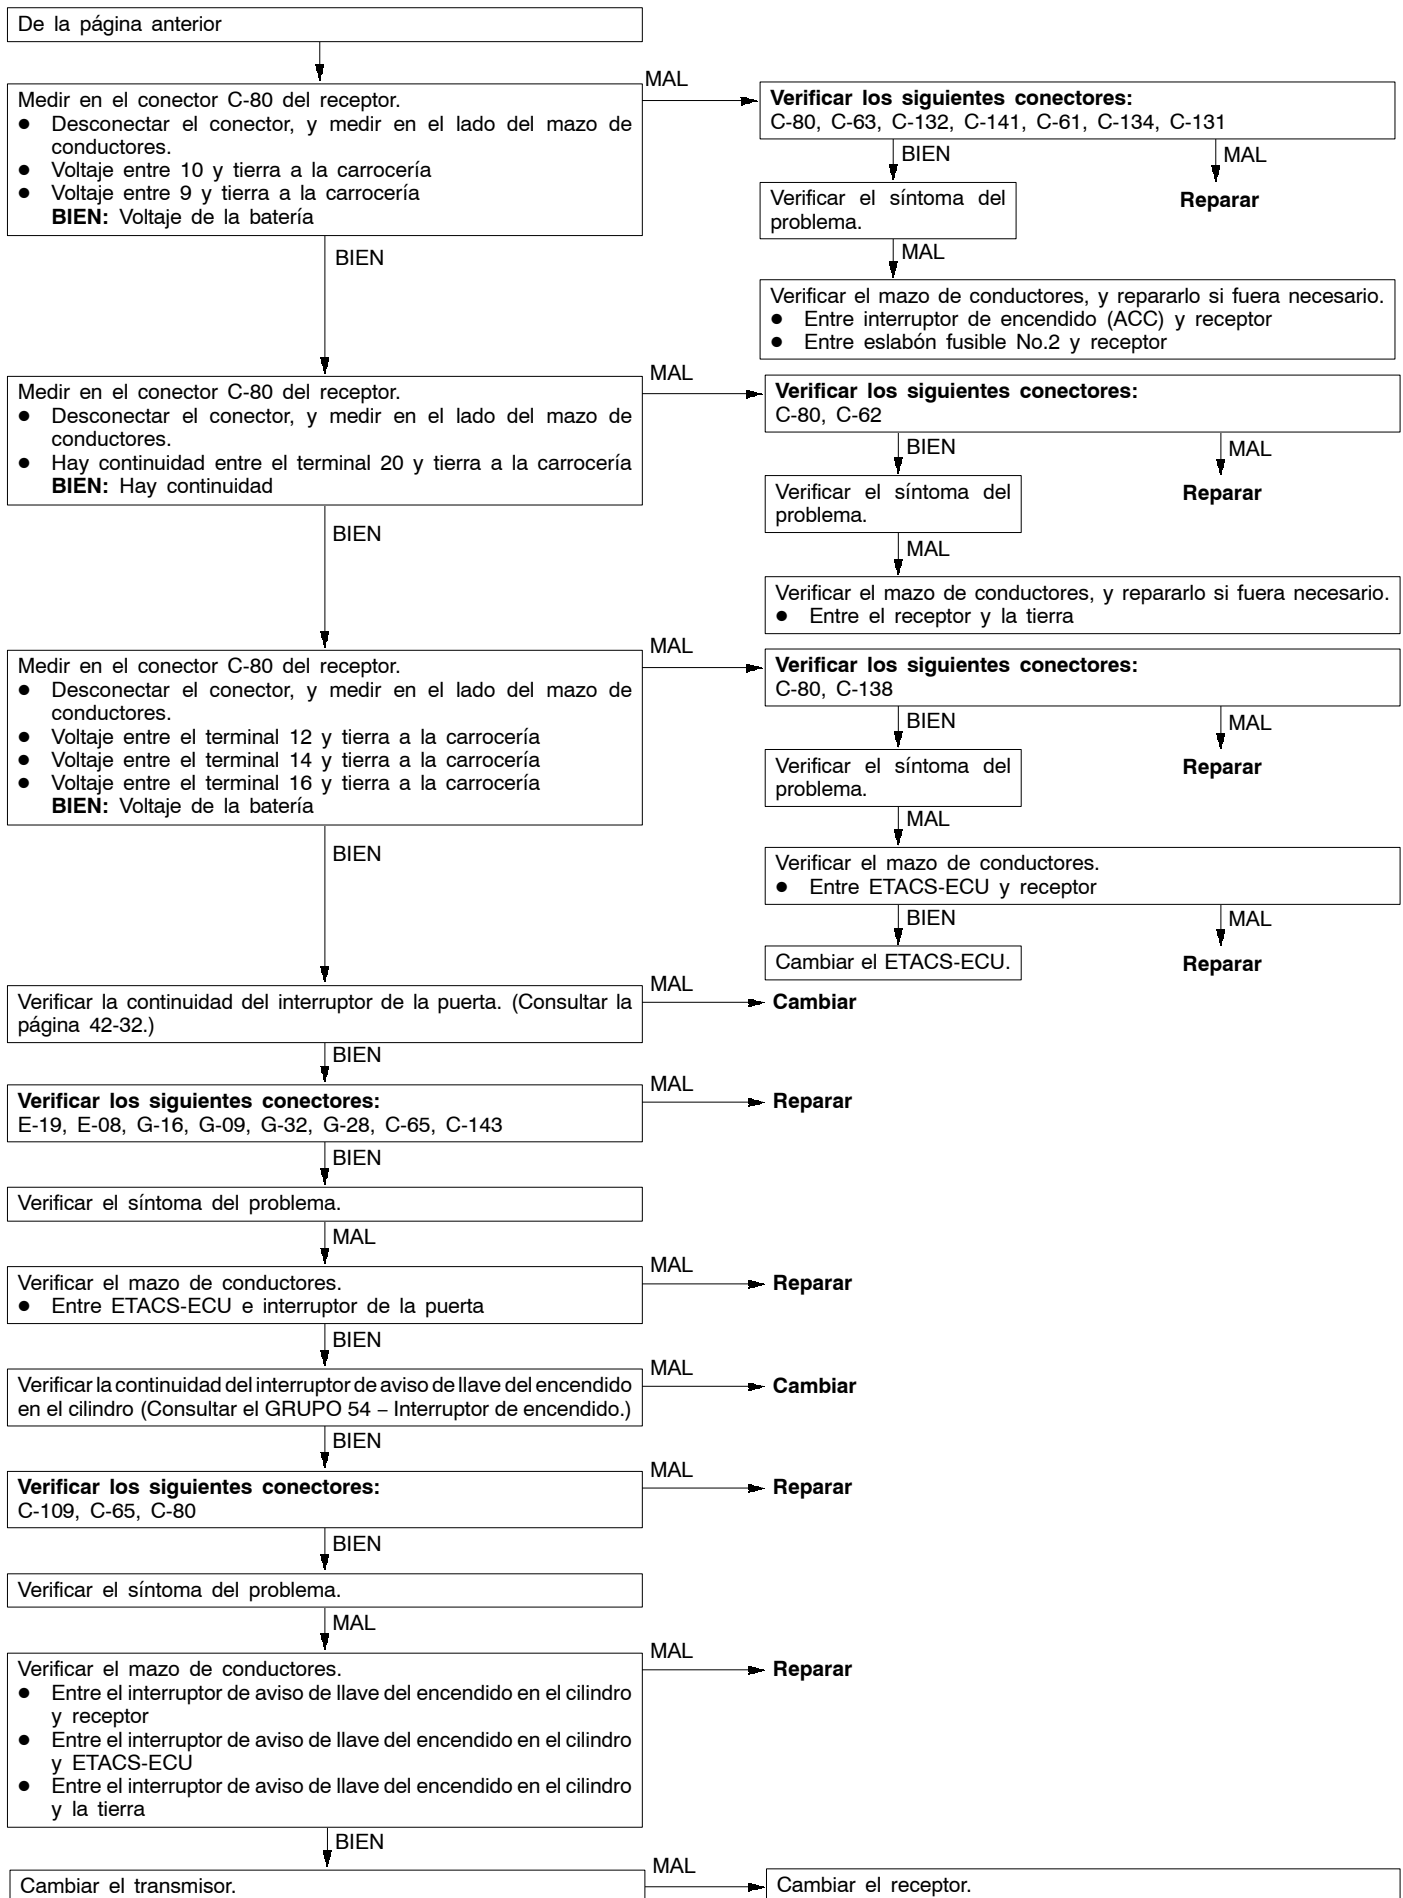 De la página anterior
MAL
Medir en el conector C-80 del receptor.
● Desconectar el conector, y medir en el lado del mazo de
conductores.
● Voltaje entre 10 y tierra a la carrocería
● Voltaje entre 9 y tierra a la carrocería
BIEN: Voltaje de la batería
Verificar los siguientes conectores:
C-80, C-63, C-132, C-141, C-61, C-134, C-131
BIEN
MAL
Verificar el síntoma del
problema.
Reparar
MAL
Verificar el mazo de conductores, y repararlo si fuera necesario.
● Entre interruptor de encendido (ACC) y receptor
● Entre eslabón fusible No.2 y receptor
BIEN
Medir en el conector C-80 del receptor.
● Desconectar el conector, y medir en el lado del mazo de
conductores.
● Hay continuidad entre el terminal 20 y tierra a la carrocería
BIEN: Hay continuidad
MAL
Verificar los siguientes conectores:
C-80, C-62
BIEN
MAL
Verificar el síntoma del
problema.
Reparar
MAL
Verificar el mazo de conductores, y repararlo si fuera necesario.
● Entre el receptor y la tierra
BIEN
Medir en el conector C-80 del receptor.
● Desconectar el conector, y medir en el lado del mazo de
conductores.
● Voltaje entre el terminal 12 y tierra a la carrocería
● Voltaje entre el terminal 14 y tierra a la carrocería
● Voltaje entre el terminal 16 y tierra a la carrocería
BIEN: Voltaje de la batería
MAL
Verificar los siguientes conectores:
C-80, C-138
BIEN
MAL
Verificar el síntoma del
problema.
Reparar
MAL
Verificar el mazo de conductores.
● Entre ETACS-ECU y receptor
BIEN
MAL
Cambiar el ETACS-ECU.
Reparar
BIEN
Verificar la continuidad del interruptor de la puerta. (Consultar la
página 42-32.)
MAL
Cambiar
BIEN
Verificar los siguientes conectores:
E-19, E-08, G-16, G-09, G-32, G-28, C-65, C-143
MAL
Reparar
BIEN
Verificar el síntoma del problema.
MAL
Verificar el mazo de conductores.
● Entre ETACS-ECU e interruptor de la puerta
MAL
Reparar
BIEN
Verificar la continuidad del interruptor de aviso de llave del encendido
en el cilindro (Consultar el GRUPO 54 – Interruptor de encendido.)
MAL
Cambiar
BIEN
Verificar los siguientes conectores:
C-109, C-65, C-80
MAL
Reparar
BIEN
Verificar el síntoma del problema.
MAL
Verificar el mazo de conductores.
● Entre el interruptor de aviso de llave del encendido en el cilindro
y receptor
● Entre el interruptor de aviso de llave del encendido en el cilindro
y ETACS-ECU
● Entre el interruptor de aviso de llave del encendido en el cilindro
y la tierra
MAL
Reparar
BIEN
Cambiar el transmisor.
MAL
Cambiar el receptor.